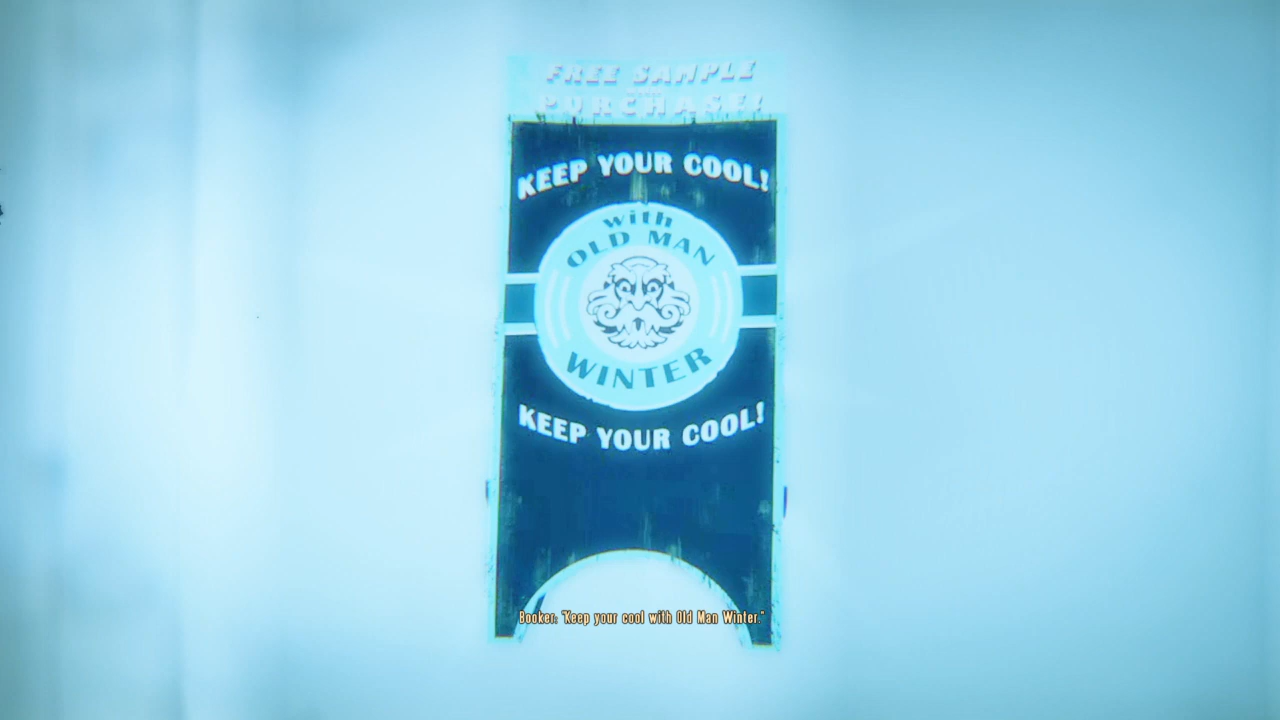 FREE SAMPLE
PURCHASE!
KEEP YOUR COOL!
with
OLD MAN
WINTER
KEEP YOUR COOL!
Booker: "Keep your cool with Old Man Winter."